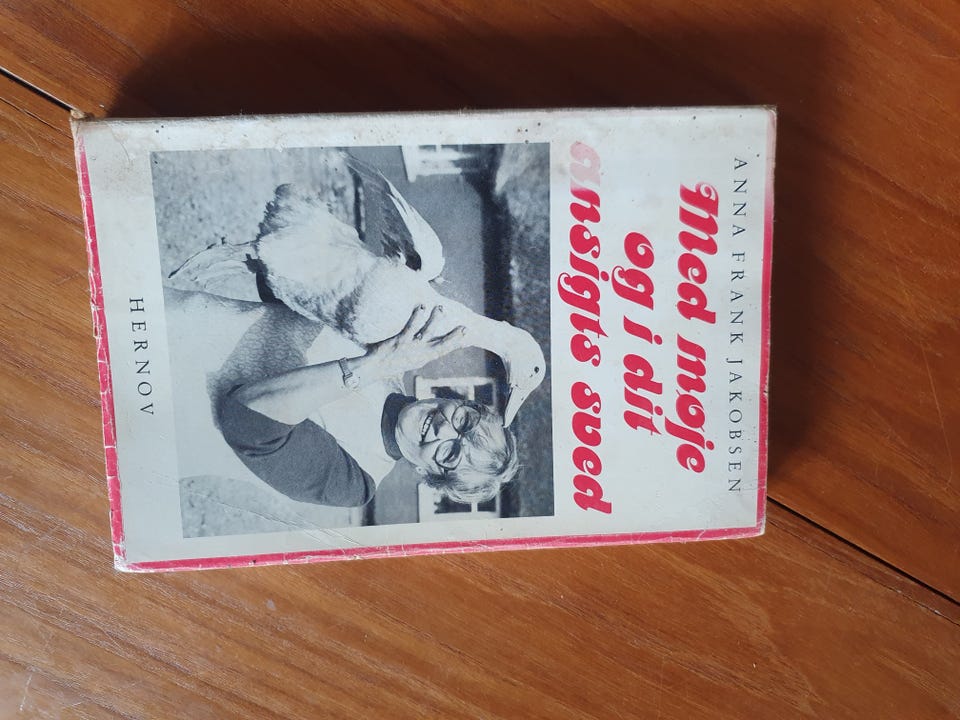 ANNA FRANK JAKOBSEN
Med møje
og i dit
ansigts sved
HERNOV